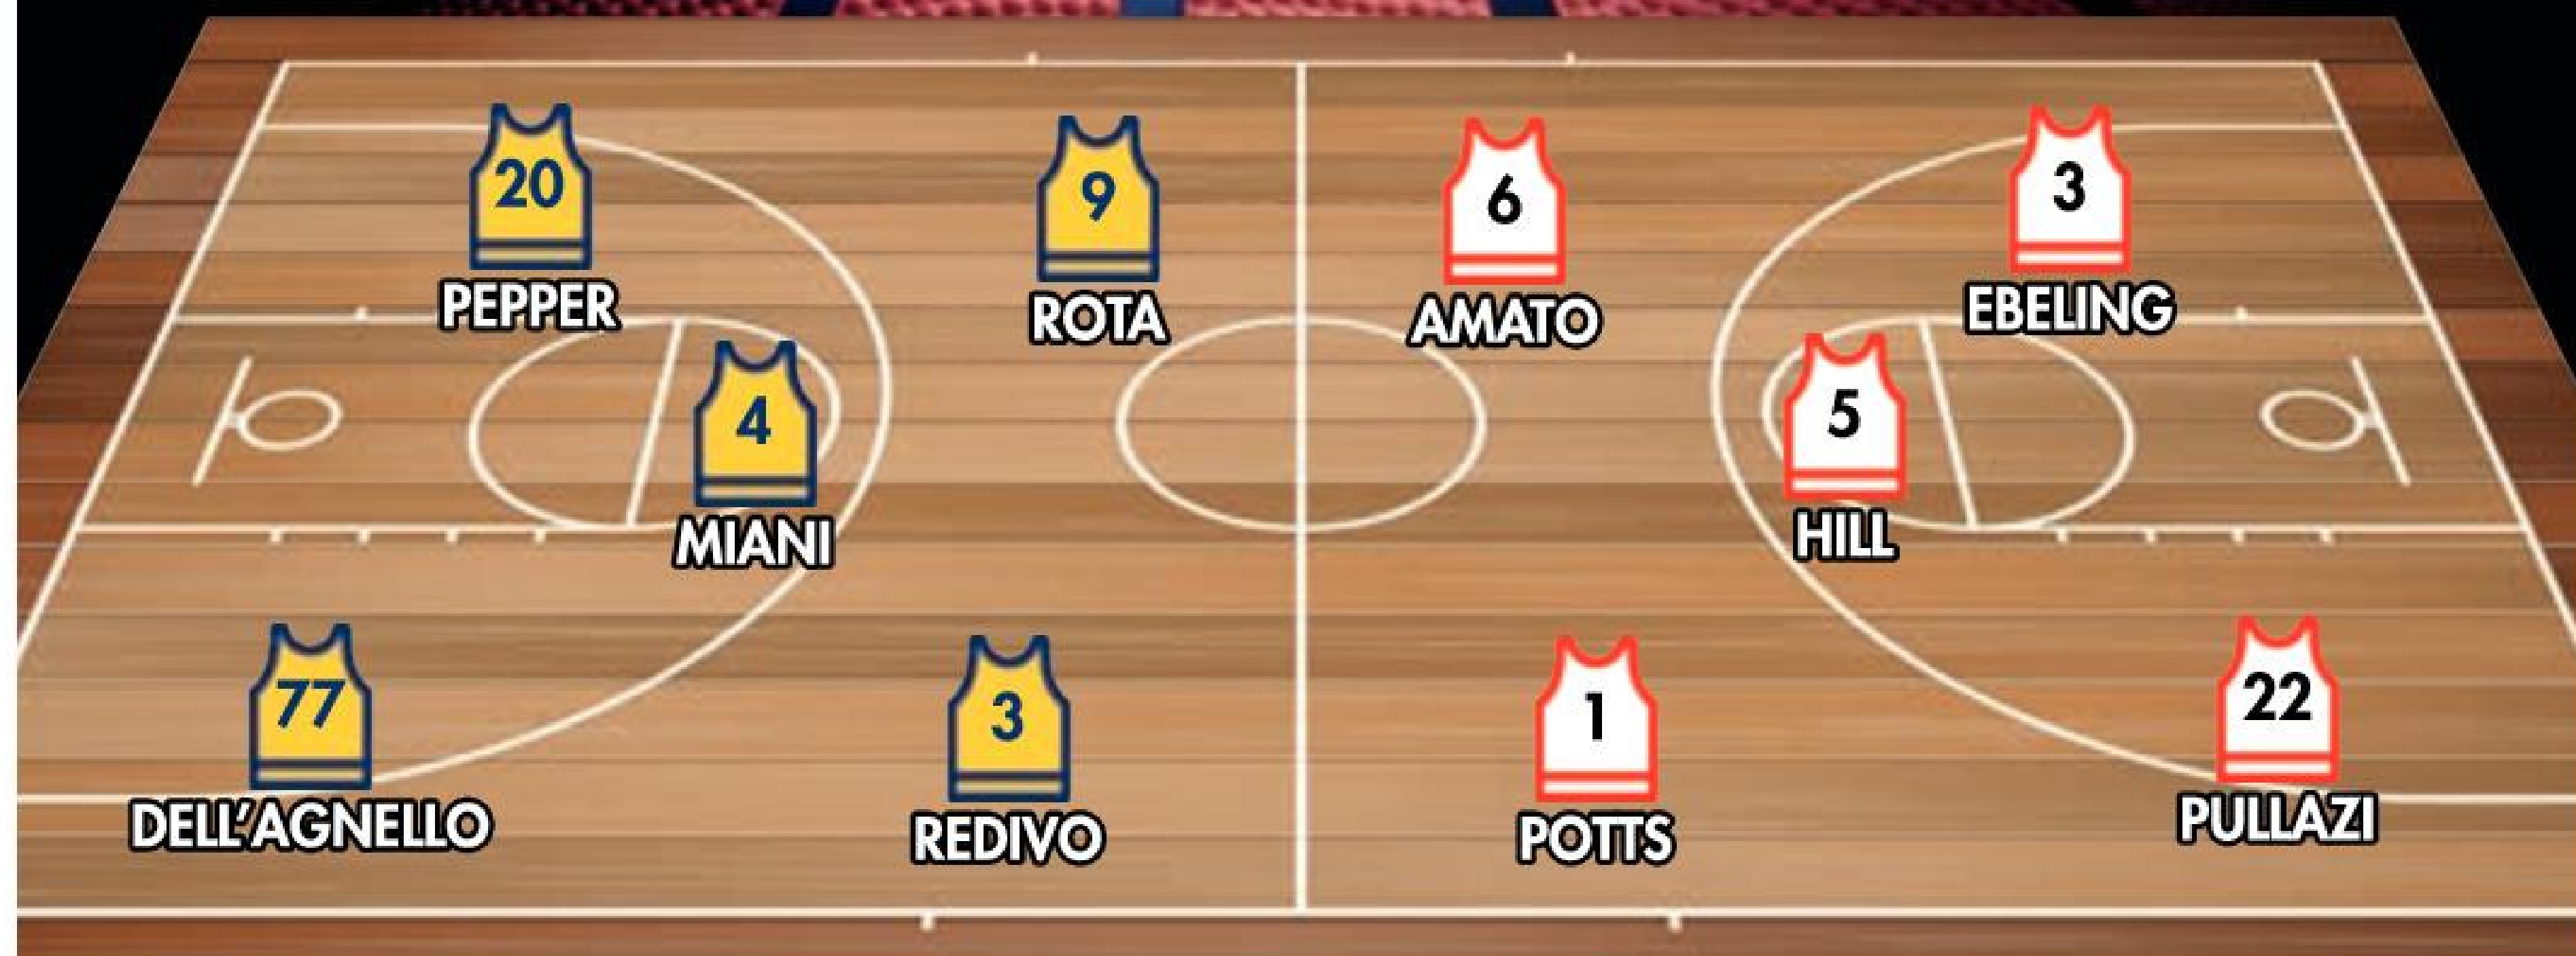 20
PEPPER
9
ROTA
6
AMATO
3
EBELING
4
MIANI
5
HILL
77
DELL'AGNELLO
3
REDIVO
1
POTTS
22
PULLAZI